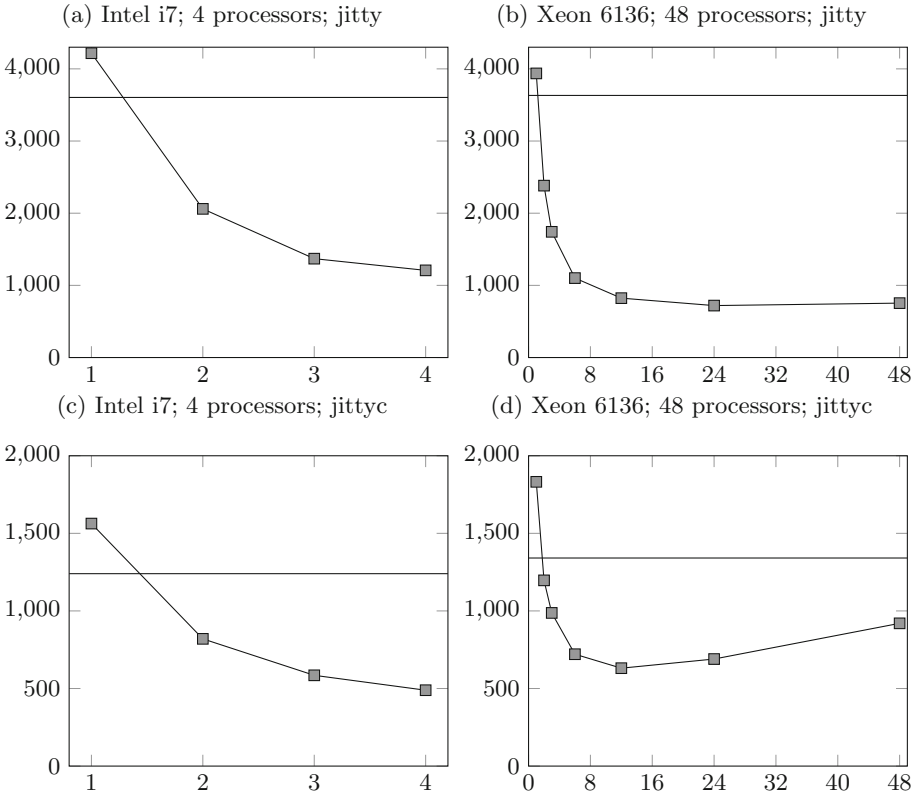 (a) Intel i7; 4 processors; jitty
4,000
3,000
2,000
1,000
0
1 2 3 4
(b) Xeon 6136; 48 processors; jitty
4,000
3,000
2,000
1,000
0
0 8 16 24 32 40 48
(c) Intel i7; 4 processors; jittyc
2,000
1,500
1,000
500
0
1 2 3 4
(d) Xeon 6136; 48 processors; jittyc
2,000
1,500
1,000
500
0
0 8 16 24 32 40 48